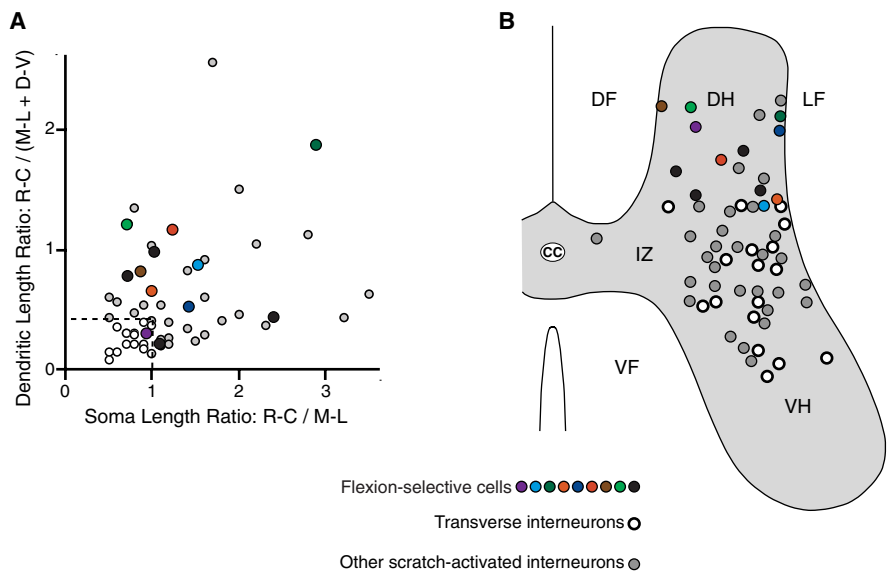 A
B
Dendritic Length Ratio: R-C / (M-L + D-V)
2
1
0
0
1
2
3
Soma Length Ratio: R-C / M-L
DF
DH
LF
CC
IZ
VF
VH
Flexion-selective cells
Transverse interneurons
Other scratch-activated interneurons